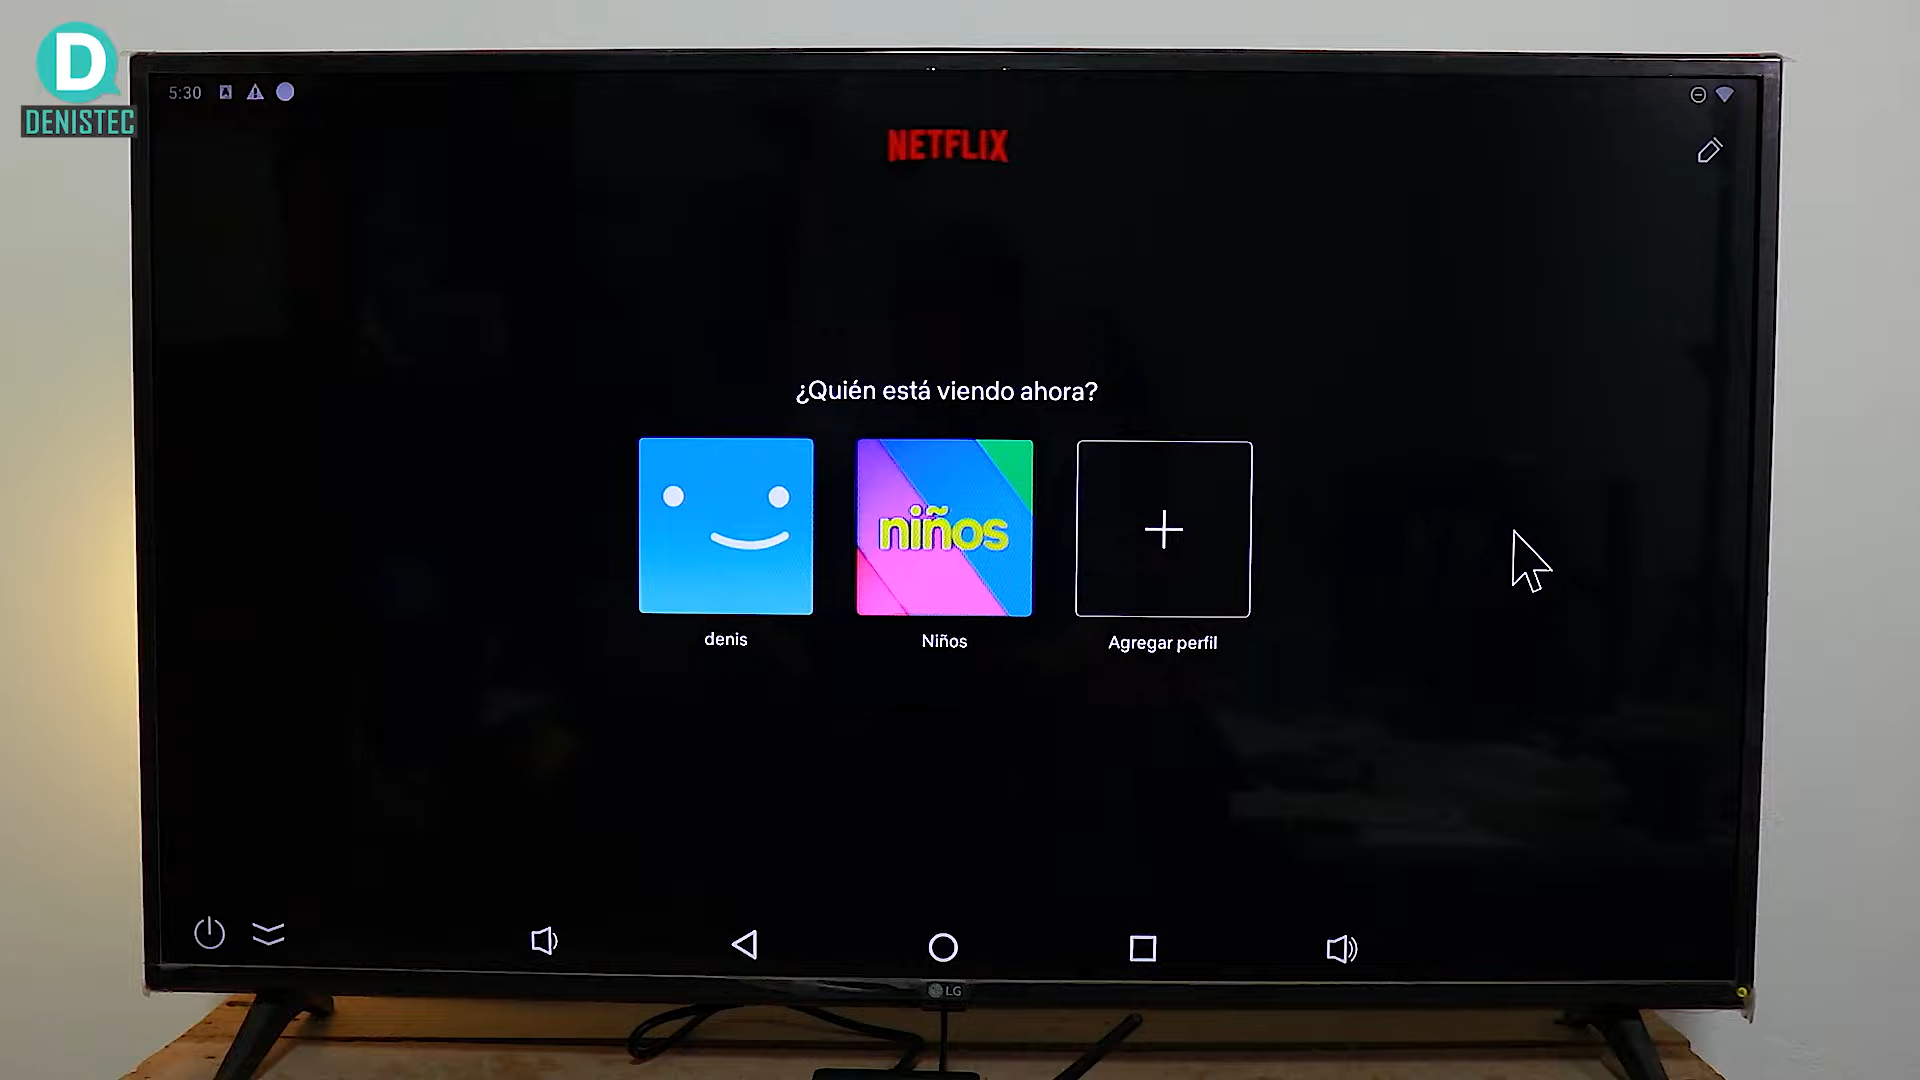 D
DENISTEC
5:30
NETFLIX
¿Quién está viendo ahora?
niños
denis
Niños
Agregar perfil
LG